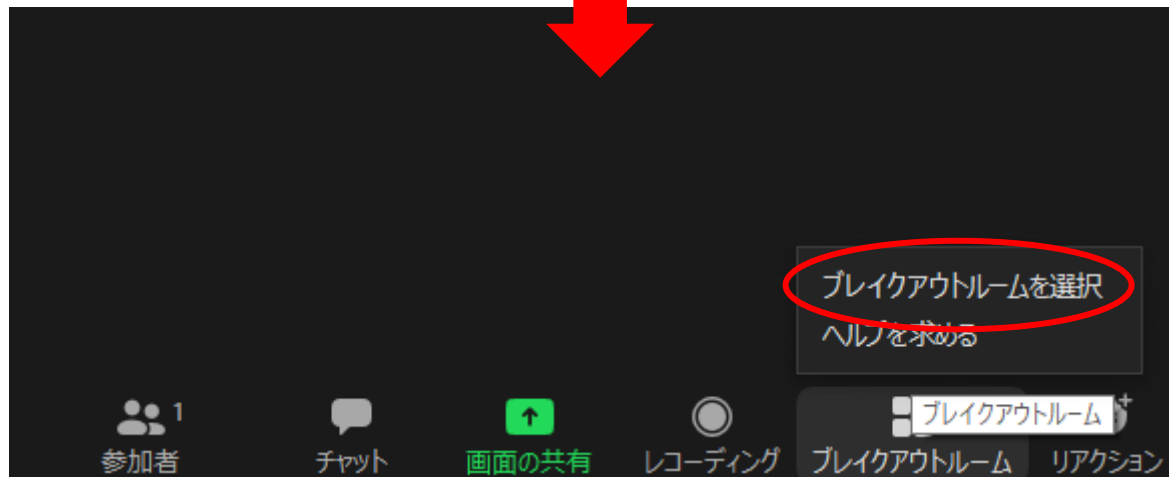 ブレイクアウトルームを選択
ヘルプを求める
1
ブレイクアウトルーム
参加者
チャット
画面の共有
レコーディング
ブレイクアウトルーム
リアクション